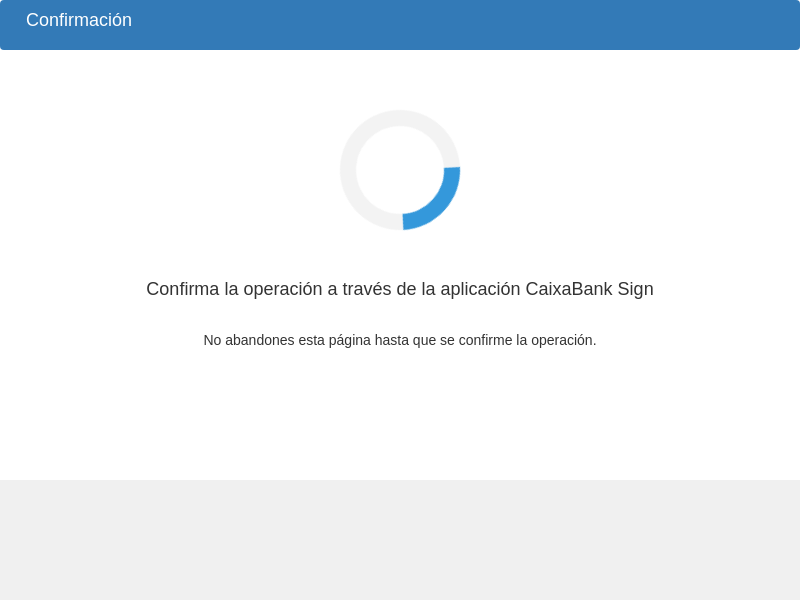 Confirmación
Confirma la operación a través de la aplicación CaixaBank Sign
No abandones esta página hasta que se confirme la operación.